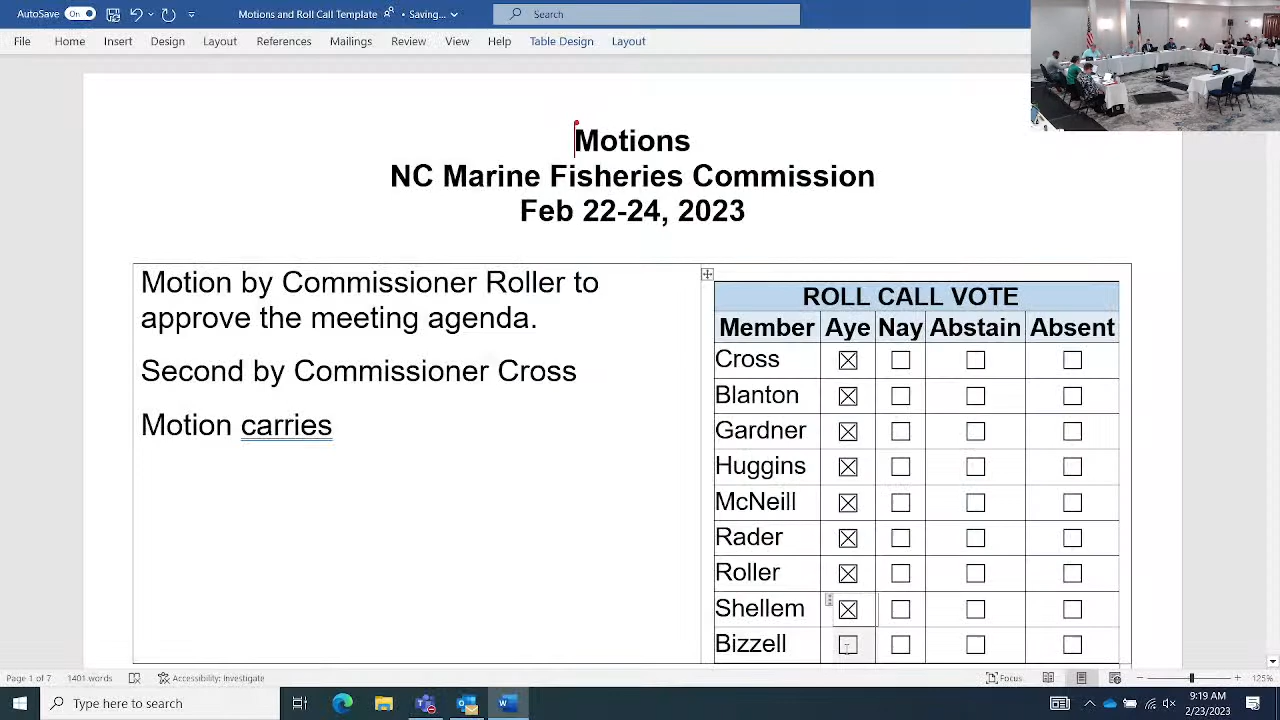 AutoSave On Motions Roll Call Template Saving... Search
File Home Insert Design Layout References Mailings Review View Help Table Design Layout
Motions
NC Marine Fisheries Commission
Feb 22-24, 2023
Motion by Commissioner Roller to
approve the meeting agenda.
Second by Commissioner Cross
Motion carries
ROLL CALL VOTE
Member Aye Nay Abstain Absent
Cross ☒ ☐ ☐ ☐
Blanton ☒ ☐ ☐ ☐
Gardner ☒ ☐ ☐ ☐
Huggins ☒ ☐ ☐ ☐
McNeill ☒ ☐ ☐ ☐
Rader ☒ ☐ ☐ ☐
Roller ☒ ☐ ☐ ☐
Shellem ☒ ☐ ☐ ☐
Bizzell ☐ ☐ ☐ ☐
Page 1 of 7 1401 words Accessibility: Investigate Focus 125%
Type here to search
9:19 AM
2/23/2023